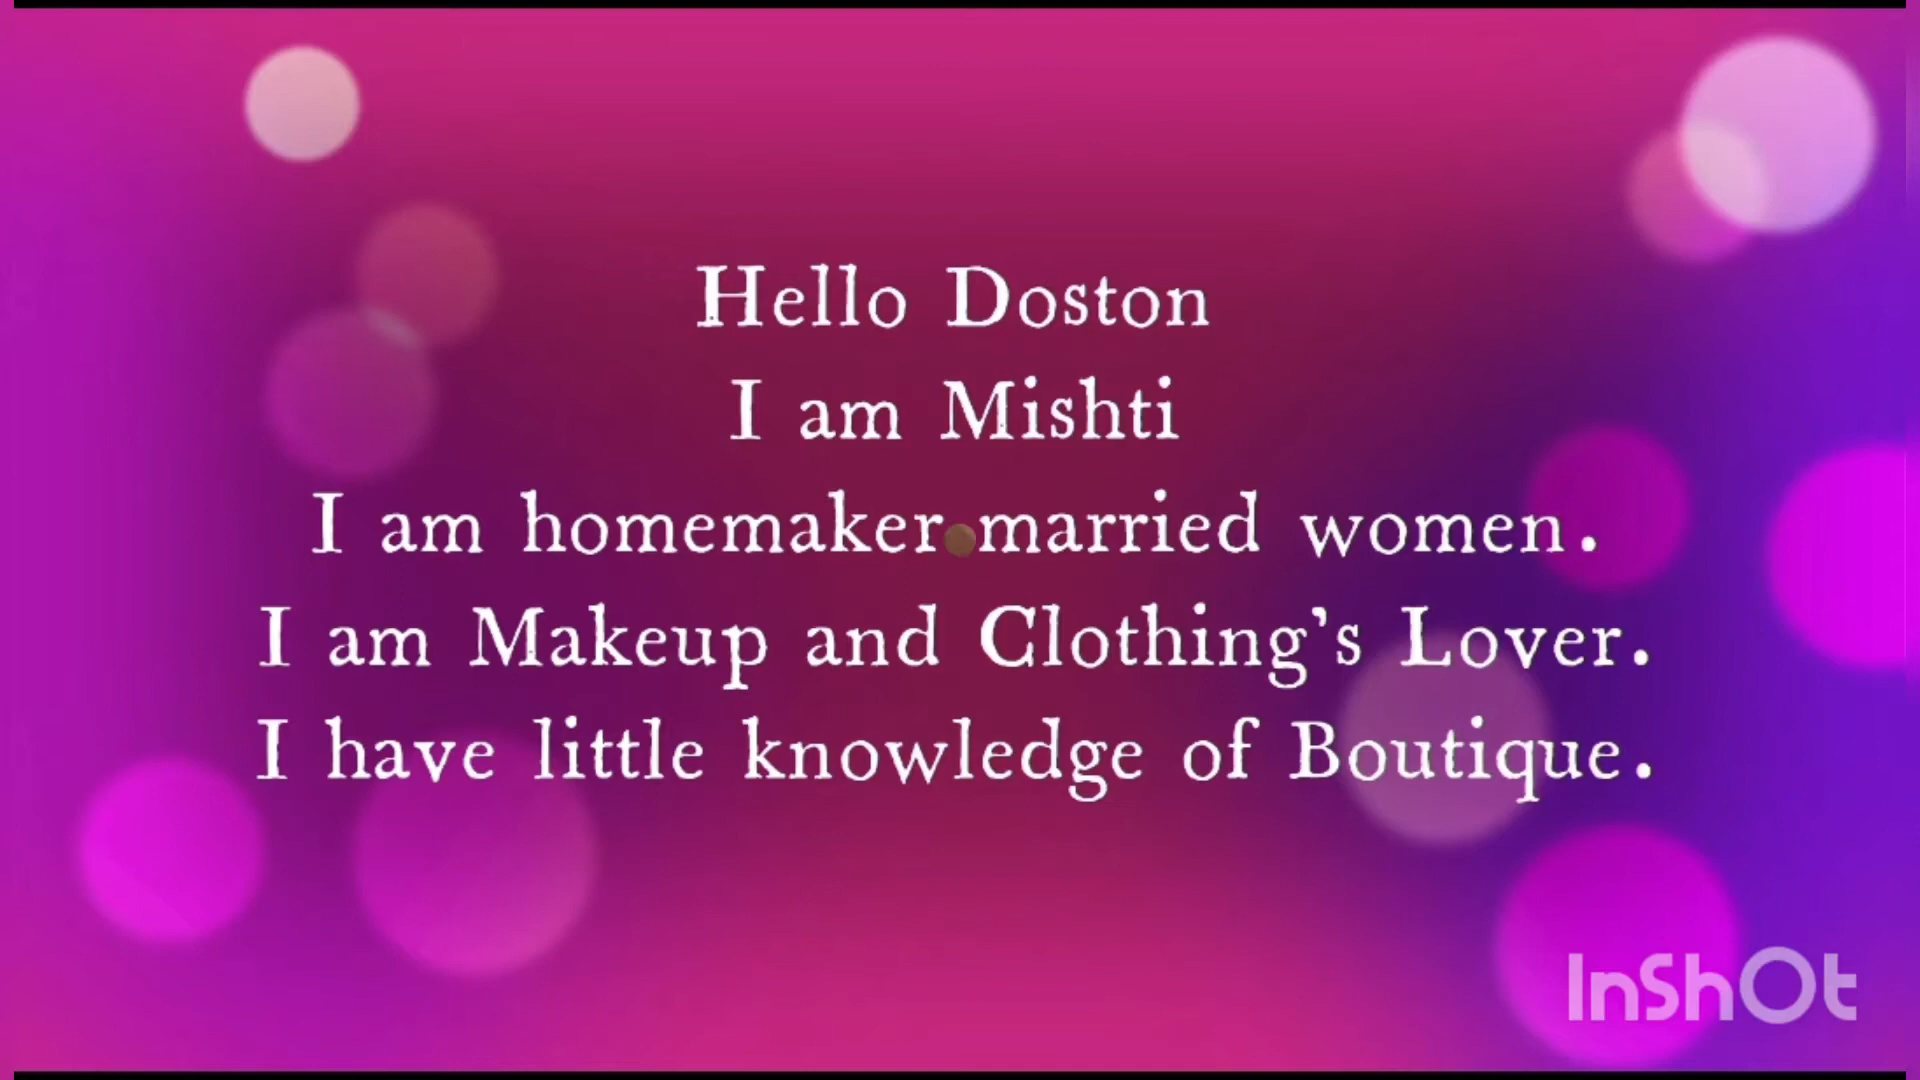 Hello Doston
I am Mishti
I am homemaker married women.
I am Makeup and Clothing's Lover.
I have little knowledge of Boutique.
InShOt